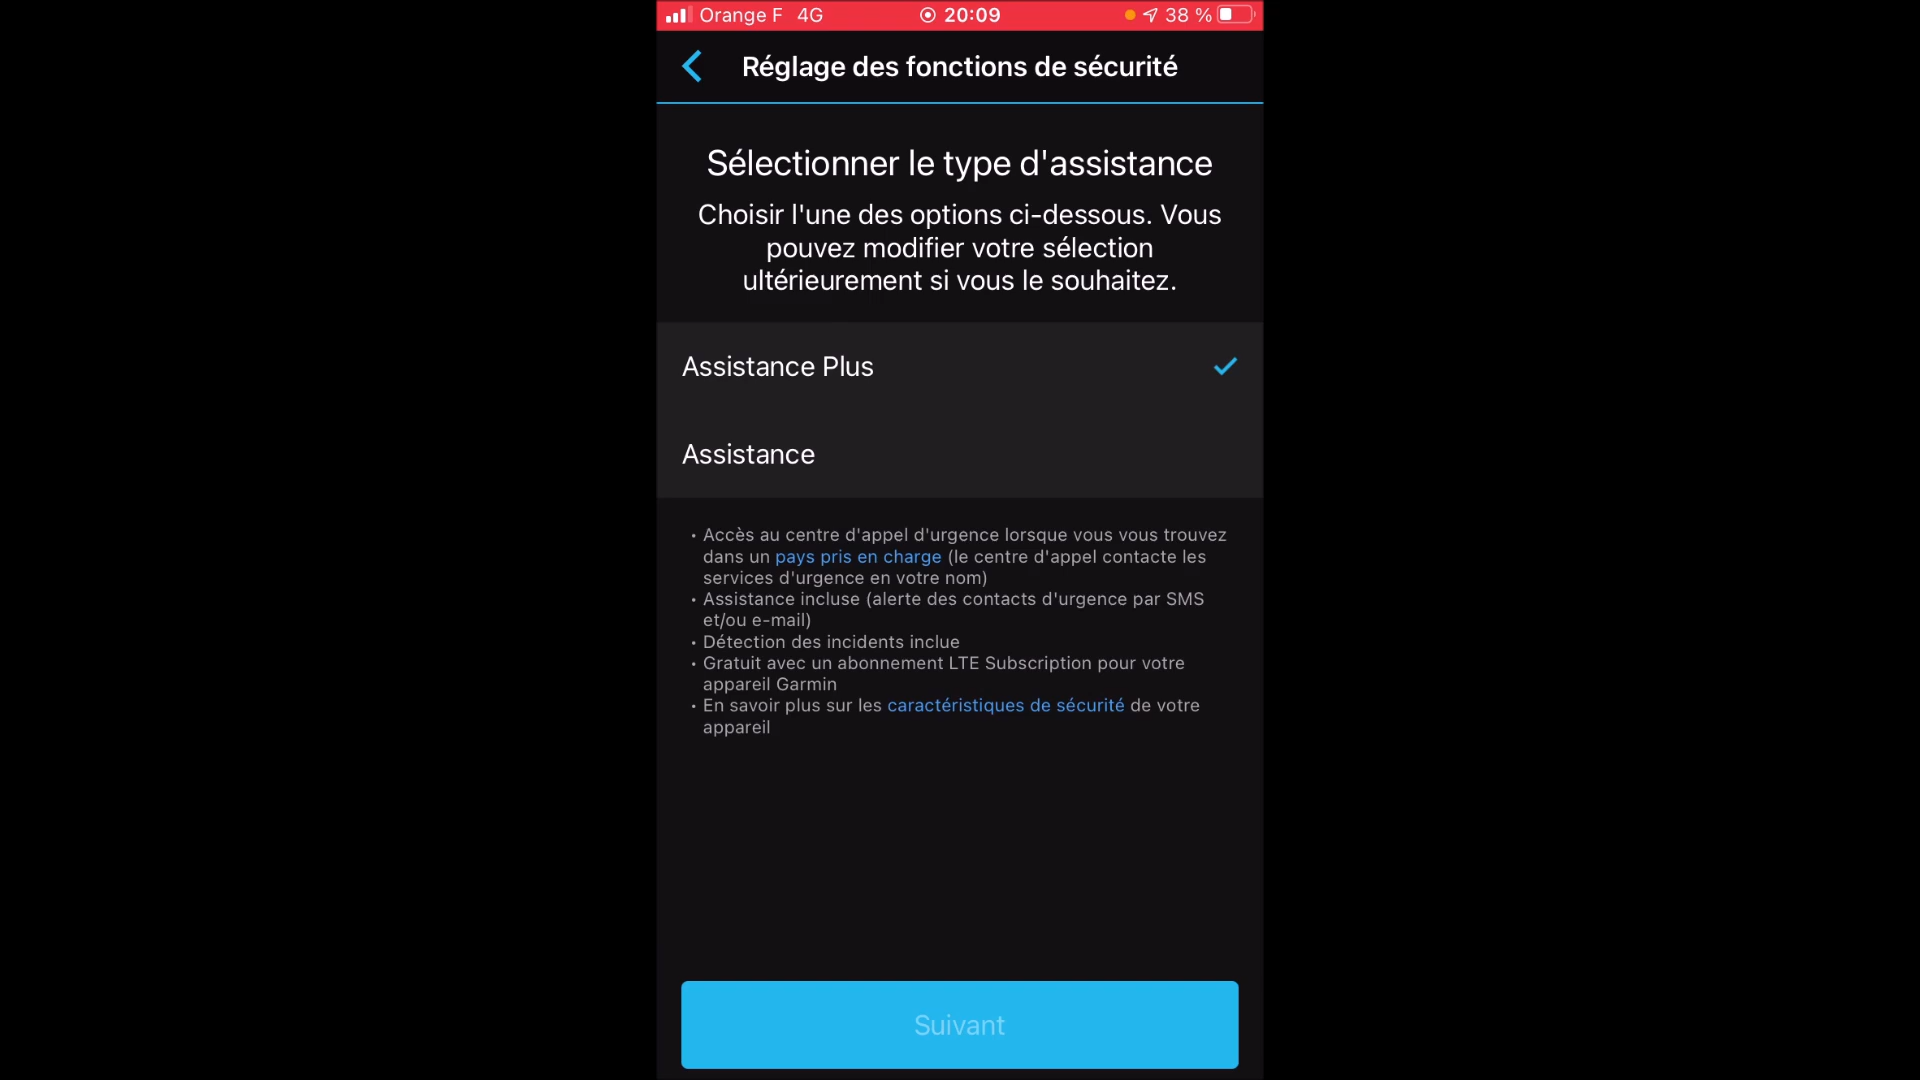 Orange F 4G 20:09 38 %
Réglage des fonctions de sécurité
Sélectionner le type d'assistance
Choisir l'une des options ci-dessous. Vous
pouvez modifier votre sélection
ultérieurement si vous le souhaitez.
Assistance Plus
Assistance
• Accès au centre d'appel d'urgence lorsque vous vous trouvez
dans un pays pris en charge (le centre d'appel contacte les
services d'urgence en votre nom)
• Assistance incluse (alerte des contacts d'urgence par SMS
et/ou e-mail)
• Détection des incidents inclue
• Gratuit avec un abonnement LTE Subscription pour votre
appareil Garmin
• En savoir plus sur les caractéristiques de sécurité de votre
appareil
Suivant